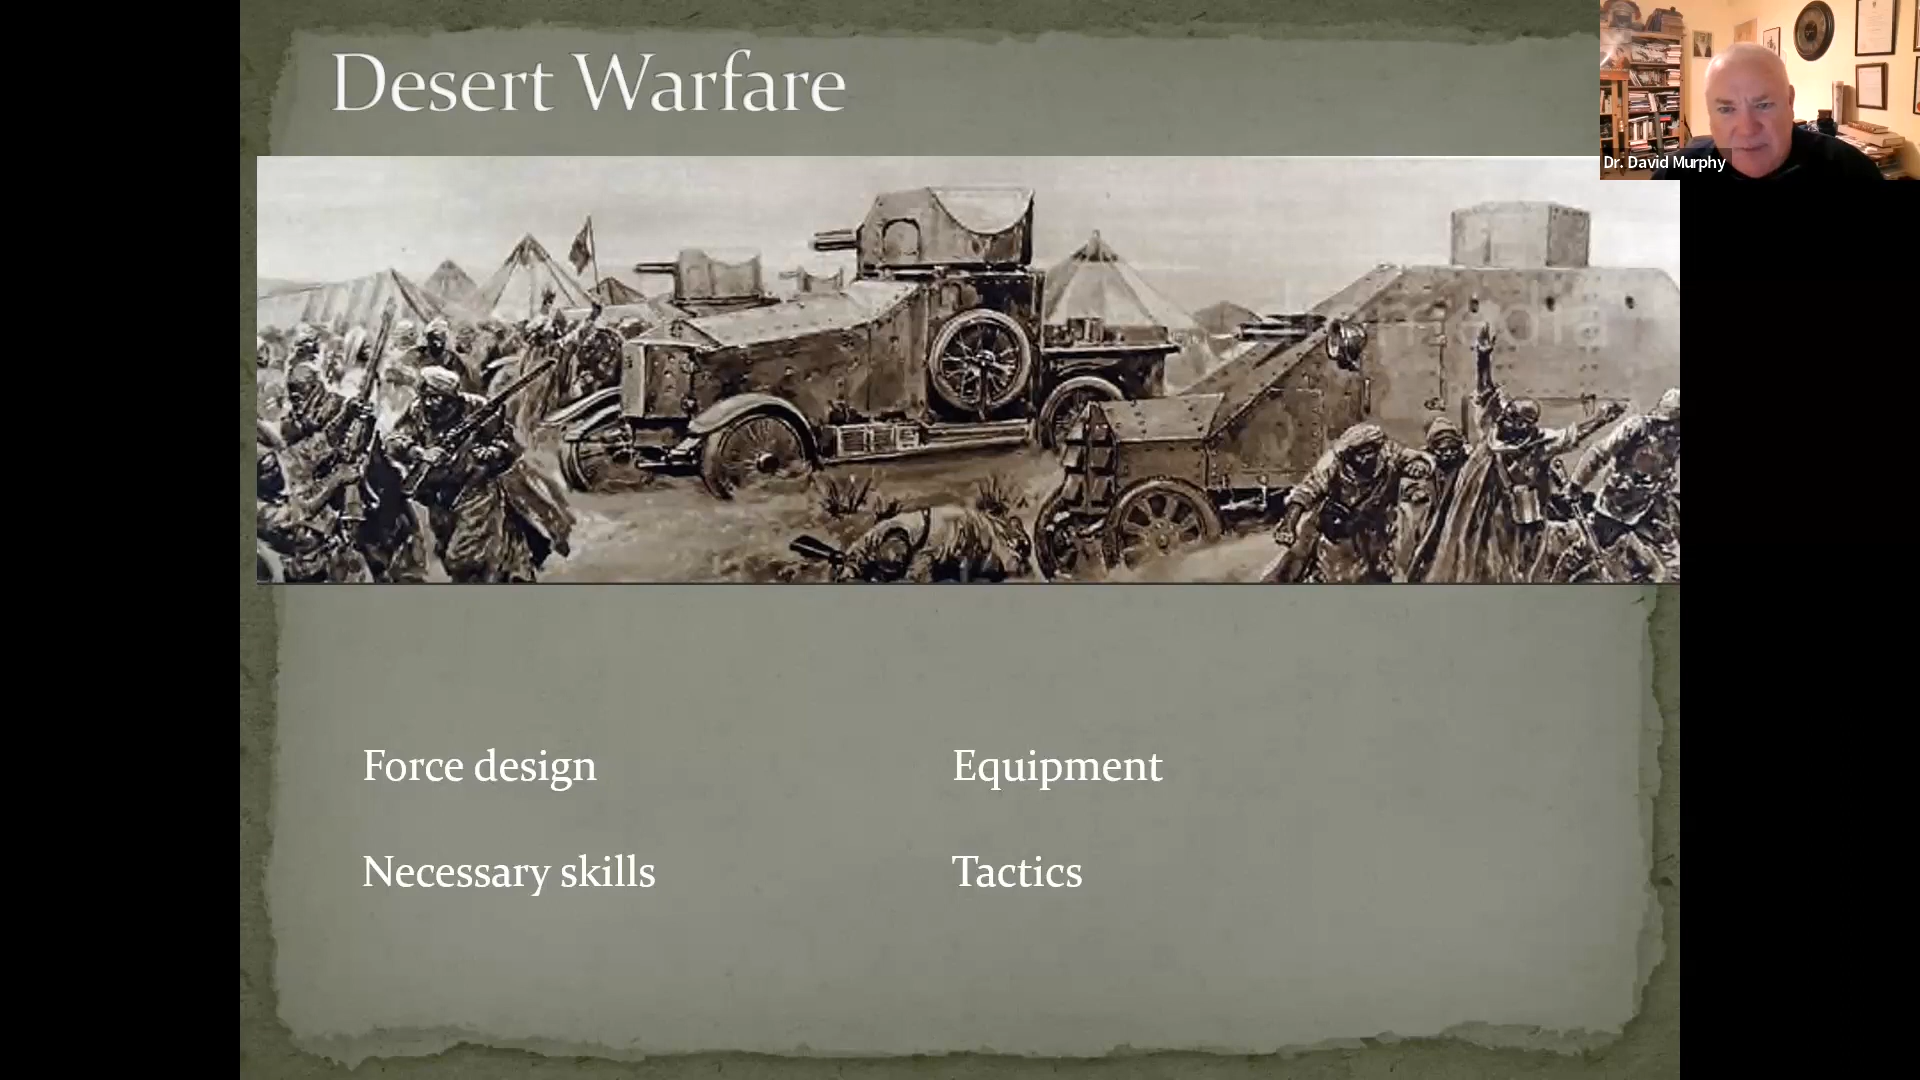 Desert Warfare
Dr. David Murphy
Force design
Equipment
Necessary skills
Tactics